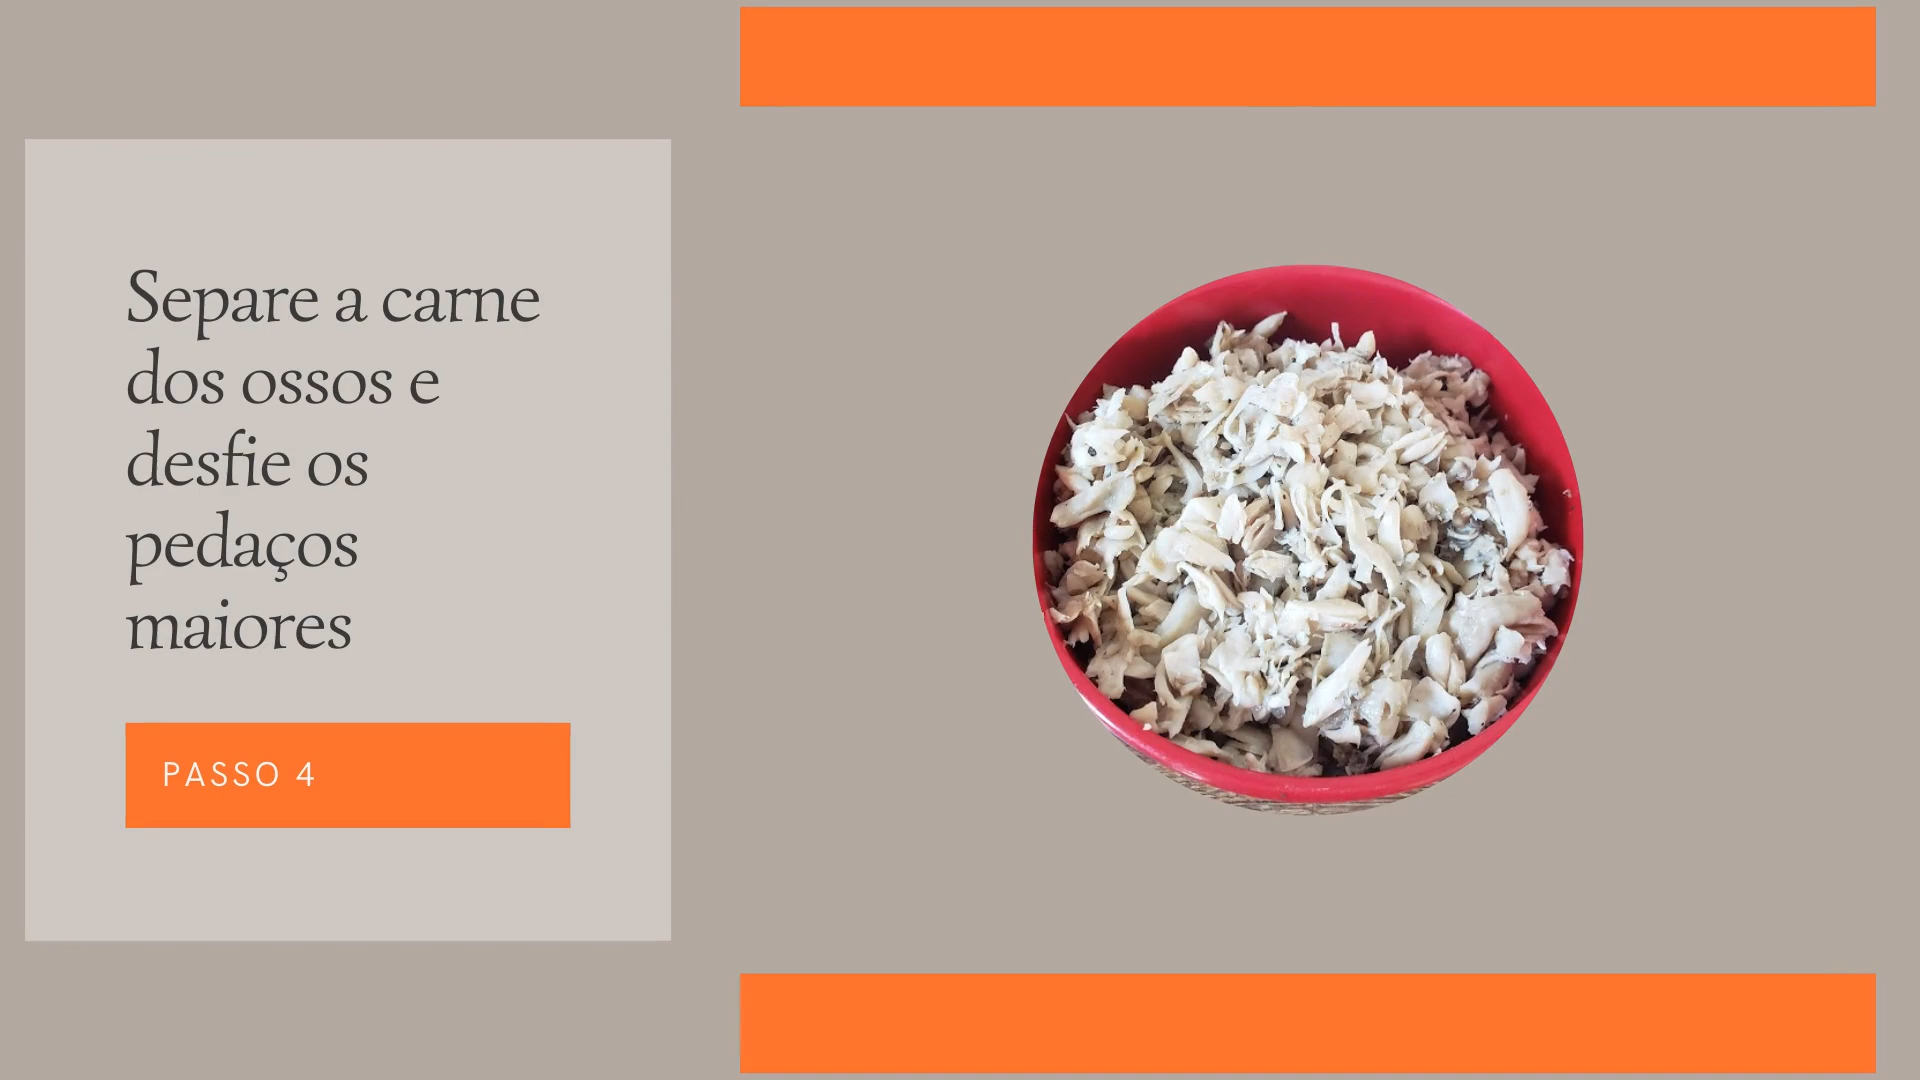 Separe a carne
dos ossos e
desfie os
pedaços
maiores
PASSO 4